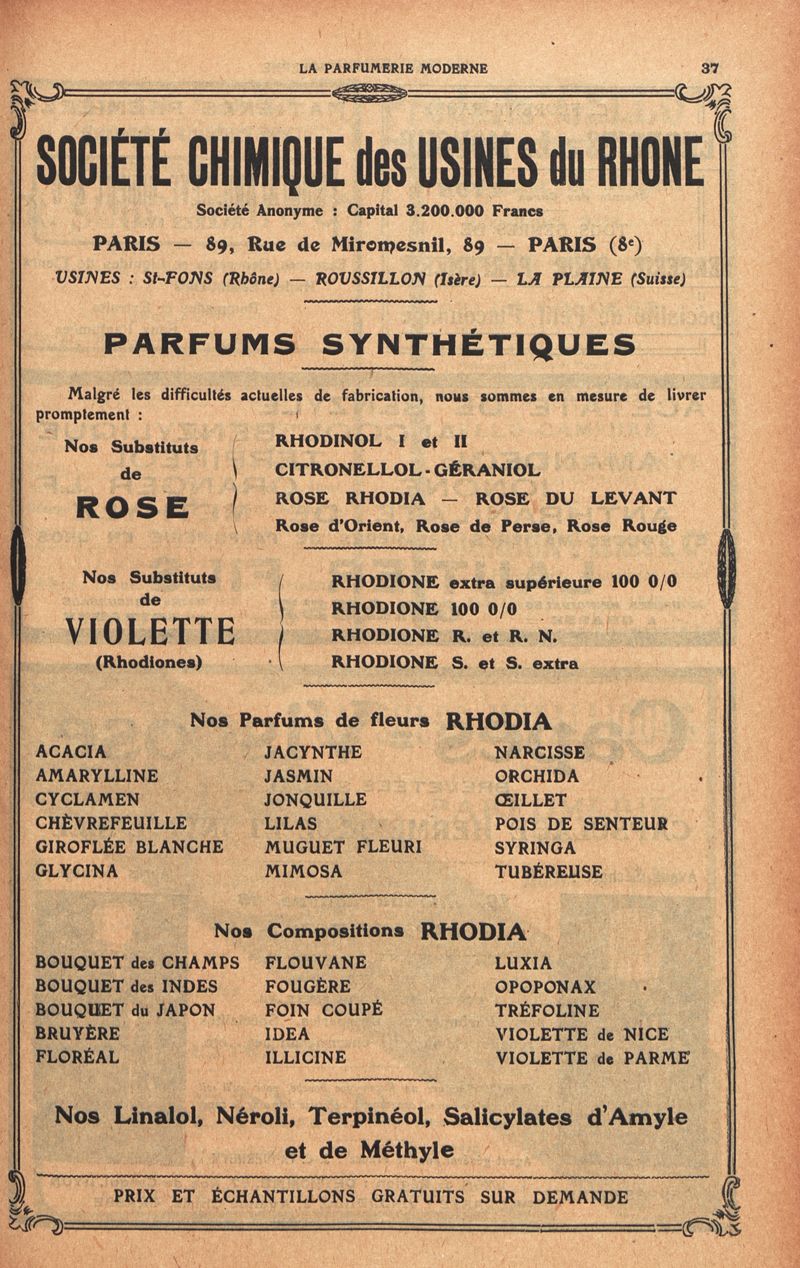 LA PARFUMERIE MODERNE 37
SOCIÉTÉ CHIMIQUE des USINES du RHONE
Société Anonyme : Capital 3.200.000 Francs
PARIS — 89, Rue de Miromesnil, 89 — PARIS (8e)
USINES : St-FONS (Rhône) — ROUSSILLON (Isère) — LA PLAINE (Suisse)
PARFUMS SYNTHÉTIQUES
Malgré les difficultés actuelles de fabrication, nous sommes en mesure de livrer
promptement :
Nos Substituts
de
ROSE
RHODINOL I et II
CITRONELLOL - GÉRANIOL
ROSE RHODIA — ROSE DU LEVANT
Rose d'Orient, Rose de Perse, Rose Rouge
Nos Substituts
de
VIOLETTE
(Rhodiones)
RHODIONE extra supérieure 100 0/0
RHODIONE 100 0/0
RHODIONE R. et R. N.
RHODIONE S. et S. extra
Nos Parfums de fleurs RHODIA
ACACIA JACYNTHE NARCISSE
AMARYLLINE JASMIN ORCHIDA
CYCLAMEN JONQUILLE ŒILLET
CHÈVREFEUILLE LILAS POIS DE SENTEUR
GIROFLÉE BLANCHE MUGUET FLEURI SYRINGA
GLYCINA MIMOSA TUBÉREUSE
Nos Compositions RHODIA
BOUQUET des CHAMPS FLOUVANE LUXIA
BOUQUET des INDES FOUGÈRE OPOPONAX
BOUQUET du JAPON FOIN COUPÉ TRÉFOLINE
BRUYÈRE IDEA VIOLETTE de NICE
FLORÉAL ILLICINE VIOLETTE de PARME
Nos Linalol, Néroli, Terpinéol, Salicylates d'Amyle
et de Méthyle
PRIX ET ÉCHANTILLONS GRATUITS SUR DEMANDE